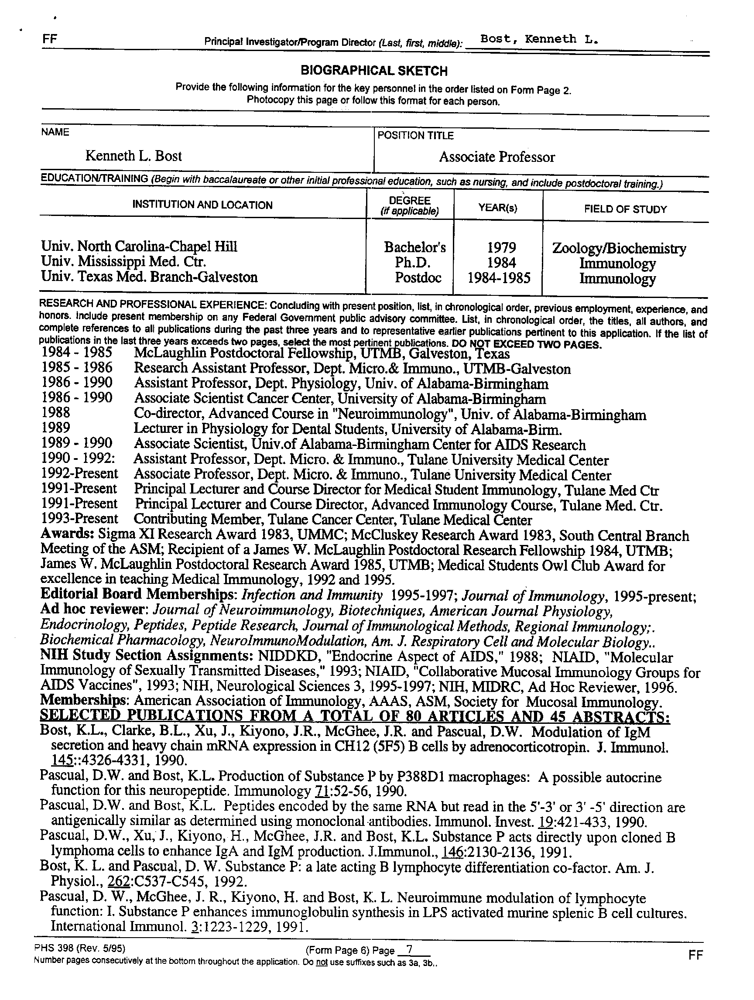 FF
Principal Investigator/Program Director (Last, first, middle): Bost, Kenneth L.
BIOGRAPHICAL SKETCH
Provide the following information for the key personnel in the order listed on Form Page 2.
Photocopy this page or follow this format for each person.
NAME
POSITION TITLE
Kenneth L. Bost
Associate Professor
EDUCATION/TRAINING (Begin with baccalaureate or other initial professional education, such as nursing, and include postdoctoral training.)
INSTITUTION AND LOCATION DEGREE (if applicable) YEAR(s) FIELD OF STUDY
Univ. North Carolina-Chapel Hill Bachelor's 1979 Zoology/Biochemistry
Univ. Mississippi Med. Ctr. Ph.D. 1984 Immunology
Univ. Texas Med. Branch-Galveston Postdoc 1984-1985 Immunology
RESEARCH AND PROFESSIONAL EXPERIENCE: Concluding with present position, list, in chronological order, previous employment, experience, and
honors. Include present membership on any Federal Government public advisory committee. List, in chronological order, the titles, all authors, and
complete references to all publications during the past three years and to representative earlier publications pertinent to this application. If the list of
publications in the last three years exceeds two pages, select the most pertinent publications. DO NOT EXCEED TWO PAGES.
1984 - 1985 McLaughlin Postdoctoral Fellowship, UTMB, Galveston, Texas
1985 - 1986 Research Assistant Professor, Dept. Micro.& Immuno., UTMB-Galveston
1986 - 1990 Assistant Professor, Dept. Physiology, Univ. of Alabama-Birmingham
1986 - 1990 Associate Scientist Cancer Center, University of Alabama-Birmingham
1988 Co-director, Advanced Course in "Neuroimmunology", Univ. of Alabama-Birmingham
1989 Lecturer in Physiology for Dental Students, University of Alabama-Birm.
1989 - 1990 Associate Scientist, Univ.of Alabama-Birmingham Center for AIDS Research
1990 - 1992: Assistant Professor, Dept. Micro. & Immuno., Tulane University Medical Center
1992-Present Associate Professor, Dept. Micro. & Immuno., Tulane University Medical Center
1991-Present Principal Lecturer and Course Director for Medical Student Immunology, Tulane Med Ctr
1991-Present Principal Lecturer and Course Director, Advanced Immunology Course, Tulane Med. Ctr.
1993-Present Contributing Member, Tulane Cancer Center, Tulane Medical Center
Awards: Sigma XI Research Award 1983, UMMC; McCluskey Research Award 1983, South Central Branch
Meeting of the ASM; Recipient of a James W. McLaughlin Postdoctoral Research Fellowship 1984, UTMB;
James W. McLaughlin Postdoctoral Research Award 1985, UTMB; Medical Students Owl Club Award for
excellence in teaching Medical Immunology, 1992 and 1995.
Editorial Board Memberships: Infection and Immunity 1995-1997; Journal of Immunology, 1995-present;
Ad hoc reviewer: Journal of Neuroimmunology, Biotechniques, American Journal Physiology,
Endocrinology, Peptides, Peptide Research, Journal of Immunological Methods, Regional Immunology;.
Biochemical Pharmacology, NeuroImmunoModulation, Am. J. Respiratory Cell and Molecular Biology..
NIH Study Section Assignments: NIDDKD, "Endocrine Aspect of AIDS," 1988; NIAID, "Molecular
Immunology of Sexually Transmitted Diseases," 1993; NIAID, "Collaborative Mucosal Immunology Groups for
AIDS Vaccines", 1993; NIH, Neurological Sciences 3, 1995-1997; NIH, MIDRC, Ad Hoc Reviewer, 1996.
Memberships: American Association of Immunology, AAAS, ASM, Society for Mucosal Immunology.
SELECTED PUBLICATIONS FROM A TOTAL OF 80 ARTICLES AND 45 ABSTRACTS:
Bost, K.L., Clarke, B.L., Xu, J., Kiyono, J.R., McGhee, J.R. and Pascual, D.W. Modulation of IgM
secretion and heavy chain mRNA expression in CH12 (5F5) B cells by adrenocorticotropin. J. Immunol.
145::4326-4331, 1990.
Pascual, D.W. and Bost, K.L. Production of Substance P by P388D1 macrophages: A possible autocrine
function for this neuropeptide. Immunology 71:52-56, 1990.
Pascual, D.W. and Bost, K.L. Peptides encoded by the same RNA but read in the 5'-3' or 3' -5' direction are
antigenically similar as determined using monoclonal antibodies. Immunol. Invest. 19:421-433, 1990.
Pascual, D.W., Xu, J., Kiyono, H., McGhee, J.R. and Bost, K.L. Substance P acts directly upon cloned B
lymphoma cells to enhance IgA and IgM production. J.Immunol., 146:2130-2136, 1991.
Bost, K. L. and Pascual, D. W. Substance P: a late acting B lymphocyte differentiation co-factor. Am. J.
Physiol., 262:C537-C545, 1992.
Pascual, D. W., McGhee, J. R., Kiyono, H. and Bost, K. L. Neuroimmune modulation of lymphocyte
function: I. Substance P enhances immunoglobulin synthesis in LPS activated murine splenic B cell cultures.
International Immunol. 3:1223-1229, 1991.
PHS 398 (Rev. 5/95) (Form Page 6) Page 7 FF
Number pages consecutively at the bottom throughout the application. Do not use suffixes such as 3a, 3b..